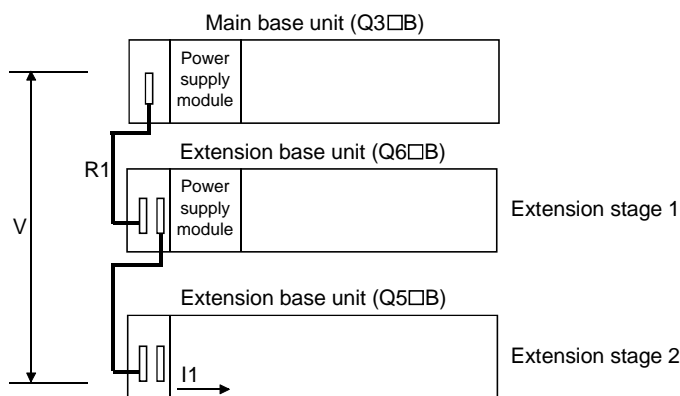 Main base unit (Q3□B)
Power
supply
module
R1
Extension base unit (Q6□B)
Power
supply
module
Extension stage 1
V
Extension base unit (Q5□B)
I1
Extension stage 2